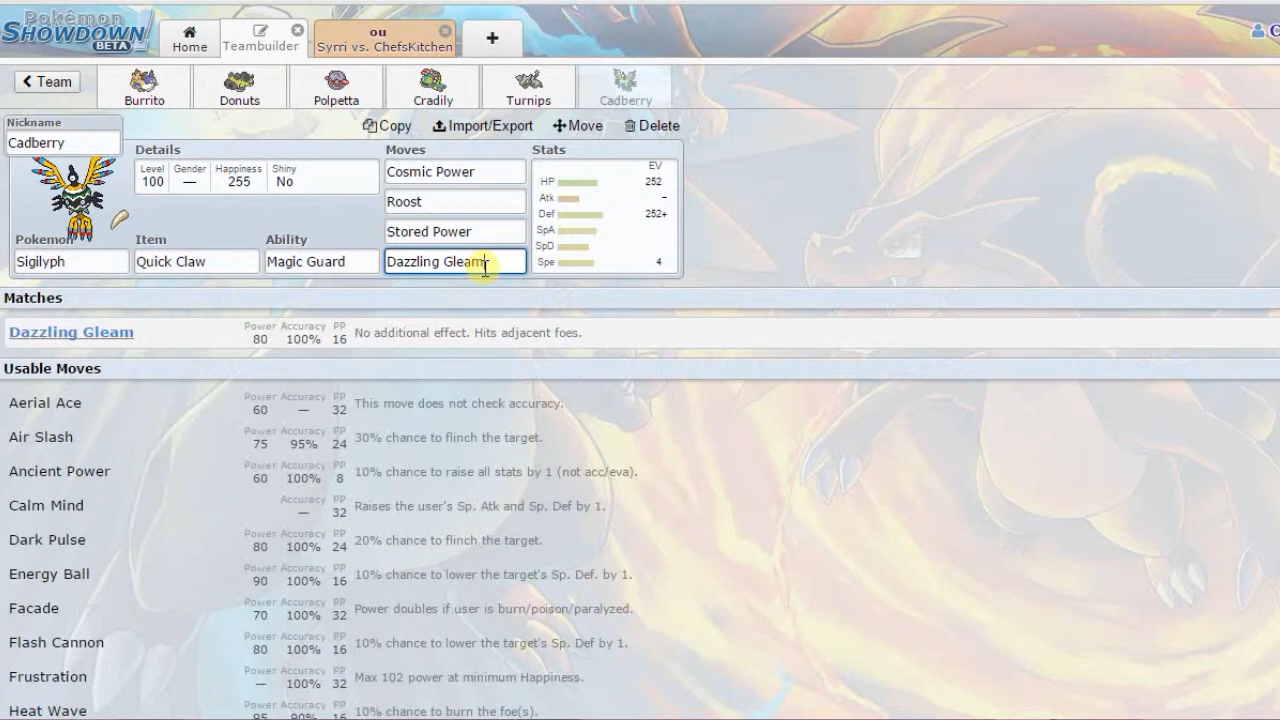 Pokémon
SHOWDOWN
BETA
Home
Teambuilder
ou
Syrri vs. ChefsKitchen
+
C
Team
Burrito
Donuts
Polpetta
Cradily
Turnips
Cadberry
Nickname
Cadberry
Copy
Import/Export
Move
Delete
Details
Level Gender Happiness Shiny
100 — 255 No
Pokemon
Sigilyph
Item
Quick Claw
Ability
Magic Guard
Moves
Cosmic Power
Roost
Stored Power
Dazzling Gleam
Stats
EV
HP 252
Atk -
Def 252+
SpA
SpD
Spe 4
Matches
Dazzling Gleam Power 80 Accuracy 100% PP 16 No additional effect. Hits adjacent foes.
Usable Moves
Aerial Ace Power 60 Accuracy — PP 32 This move does not check accuracy.
Air Slash Power 75 Accuracy 95% PP 24 30% chance to flinch the target.
Ancient Power Power 60 Accuracy 100% PP 8 10% chance to raise all stats by 1 (not acc/eva).
Calm Mind Accuracy — PP 32 Raises the user's Sp. Atk and Sp. Def by 1.
Dark Pulse Power 80 Accuracy 100% PP 24 20% chance to flinch the target.
Energy Ball Power 90 Accuracy 100% PP 16 10% chance to lower the target's Sp. Def. by 1.
Facade Power 70 Accuracy 100% PP 32 Power doubles if user is burn/poison/paralyzed.
Flash Cannon Power 80 Accuracy 100% PP 16 10% chance to lower the target's Sp. Def by 1.
Frustration Power — Accuracy 100% PP 32 Max 102 power at minimum Happiness.
Heat Wave Power 95 Accuracy 90% PP 16 10% chance to burn the foe(s).